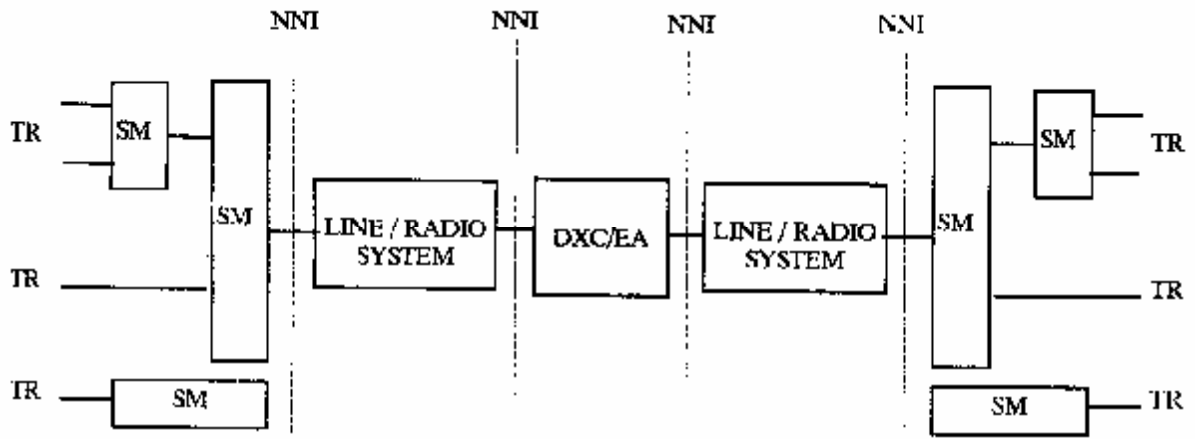 NNI NNI NNI NNI
TR SM SM TR
SM LINE / RADIO SYSTEM DXC/EA LINE / RADIO SYSTEM SM
TR TR
TR SM SM TR